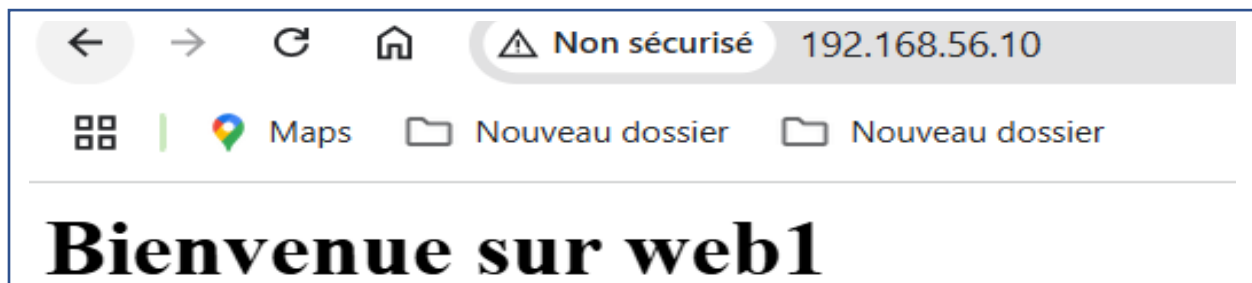 Non sécurisé 192.168.56.10
Maps Nouveau dossier Nouveau dossier
Bienvenue sur web1